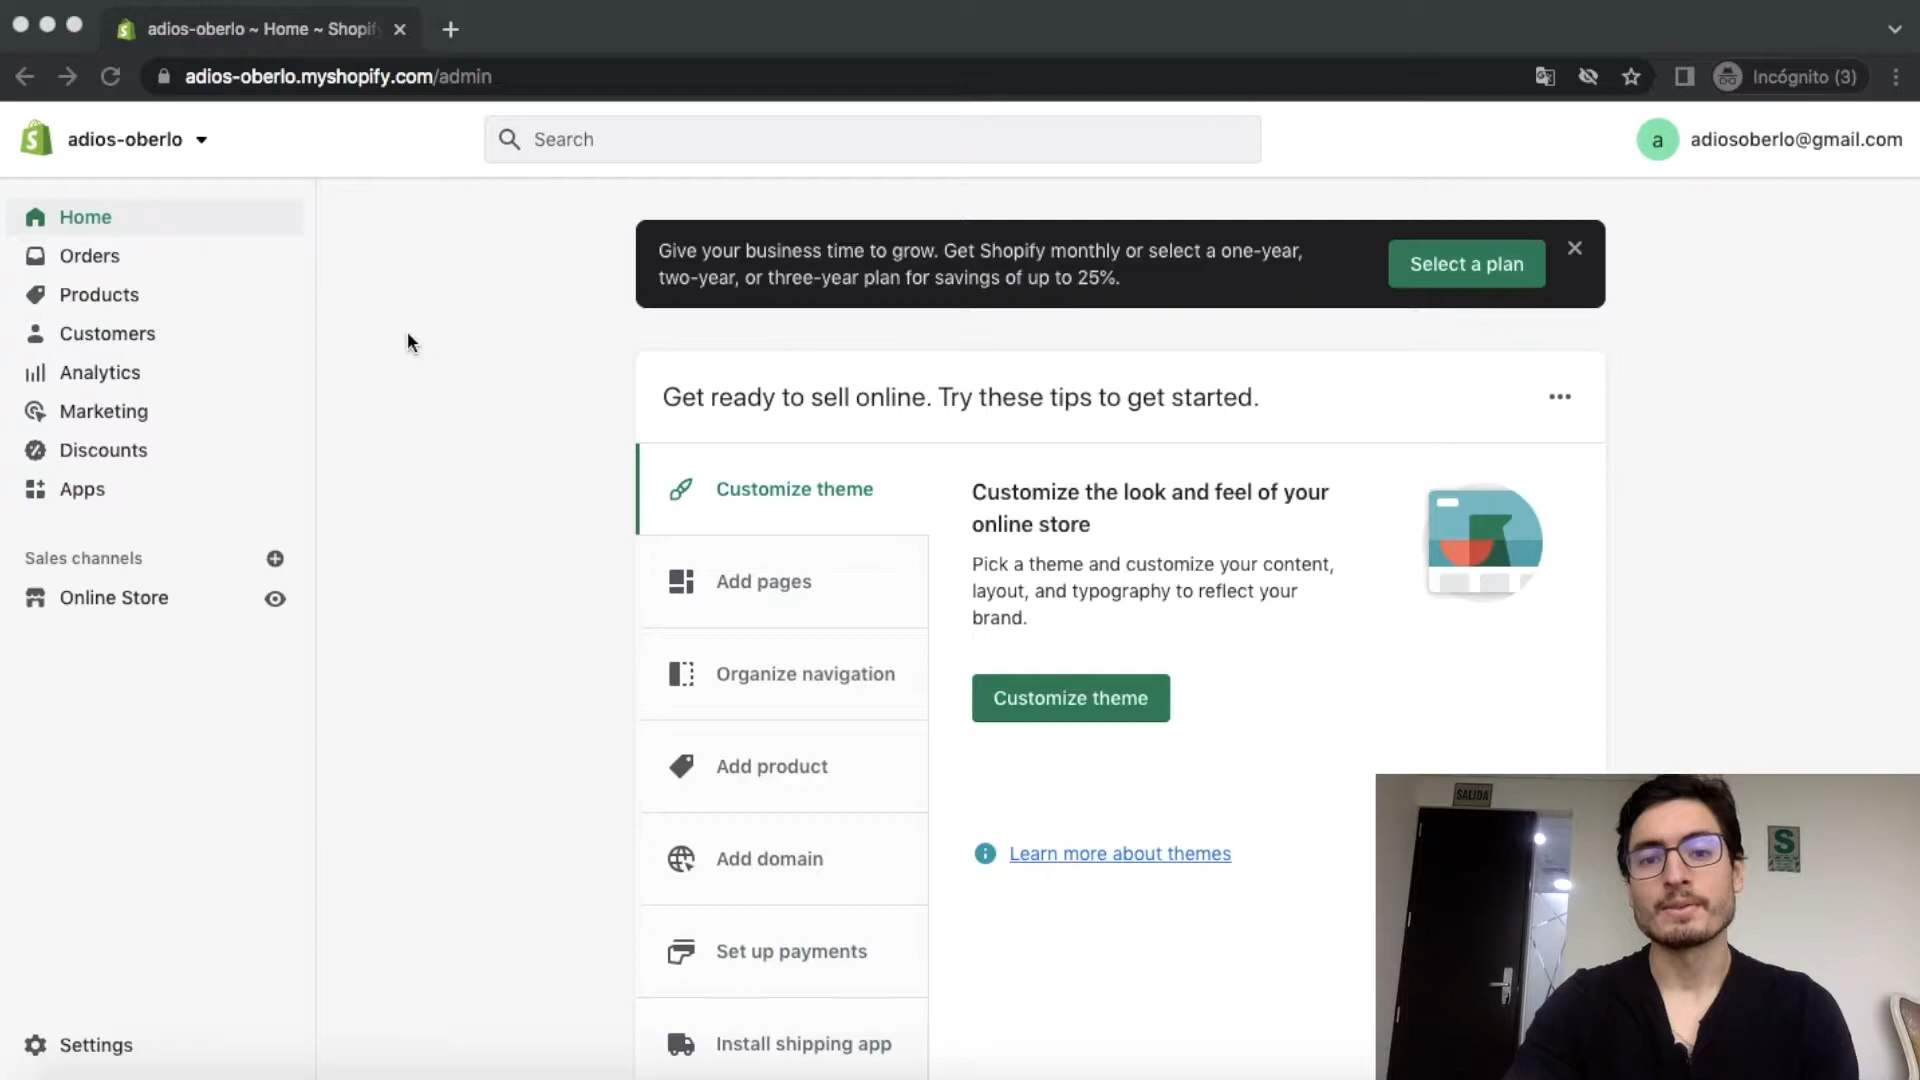 adios-oberlo ~ Home ~ Shopif
adios-oberlo.myshopify.com/admin
Incógnito (3)
adios-oberlo
Search
a
adiosoberlo@gmail.com
Home
Orders
Products
Customers
Analytics
Marketing
Discounts
Apps
Sales channels
Online Store
Settings
Give your business time to grow. Get Shopify monthly or select a one-year,
two-year, or three-year plan for savings of up to 25%.
Select a plan
Get ready to sell online. Try these tips to get started.
Customize theme
Add pages
Organize navigation
Add product
Add domain
Set up payments
Install shipping app
Customize the look and feel of your
online store
Pick a theme and customize your content,
layout, and typography to reflect your
brand.
Customize theme
Learn more about themes
SALIDA
S